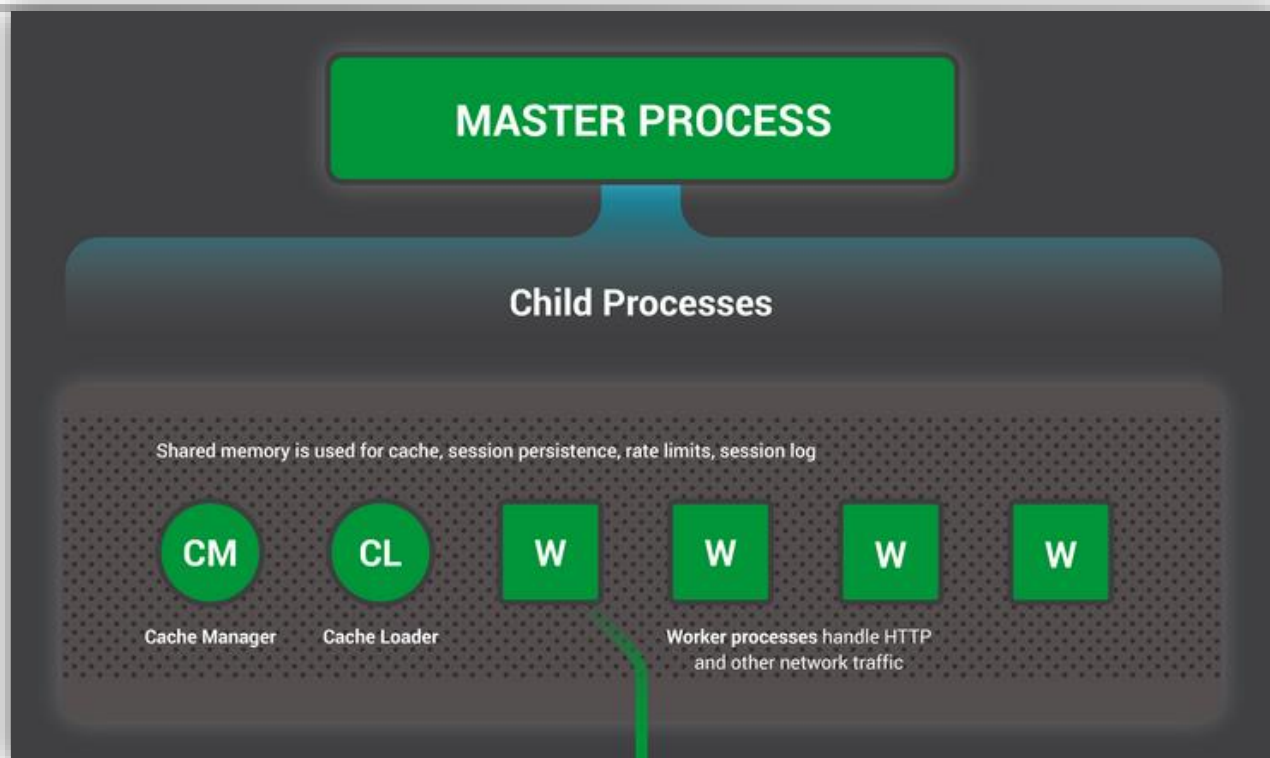 MASTER PROCESS
Child Processes
Shared memory is used for cache, session persistence, rate limits, session log
CM
CL
W
W
W
W
Cache Manager
Cache Loader
Worker processes handle HTTP
and other network traffic